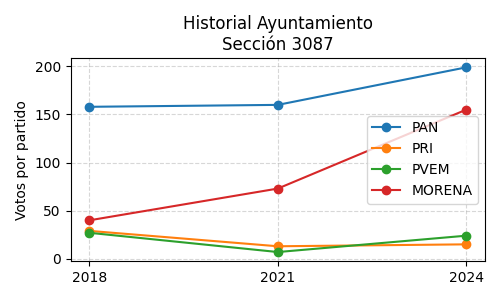 Historial Ayuntamiento
Sección 3087
Votos por partido
200
150
100
50
0
2018
2021
2024
PAN
PRI
PVEM
MORENA